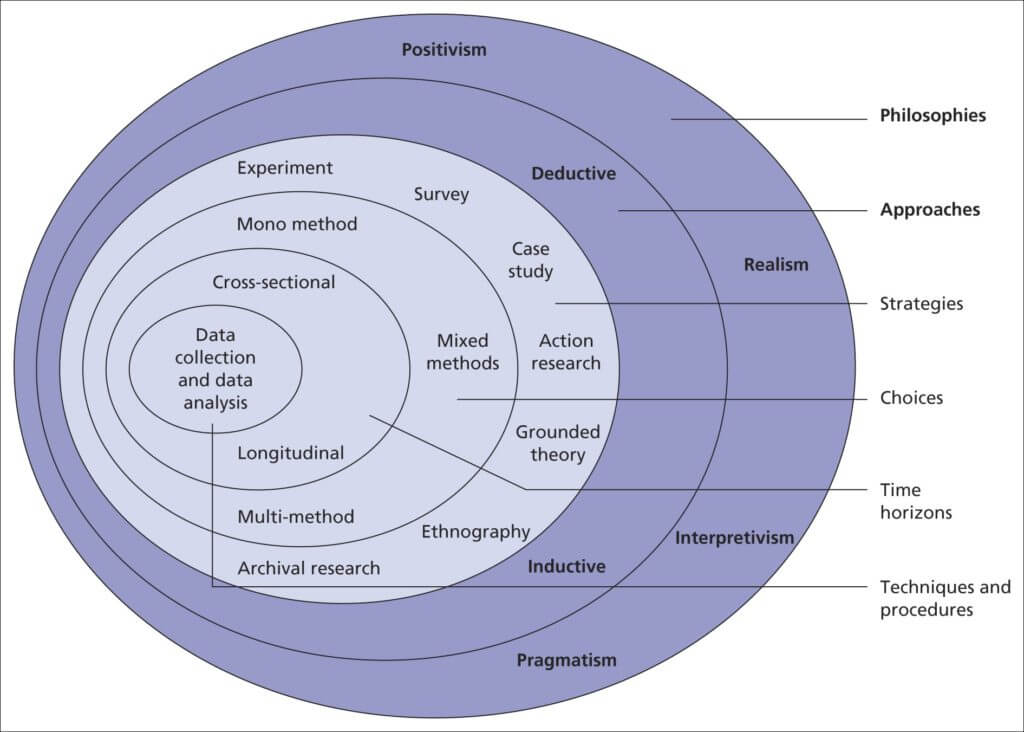 Positivism
Philosophies
Experiment
Deductive
Survey
Approaches
Mono method
Case
study
Realism
Cross-sectional
Strategies
Data
collection
and data
analysis
Mixed
methods
Action
research
Choices
Grounded
theory
Longitudinal
Time
horizons
Multi-method
Ethnography
Interpretivism
Archival research
Inductive
Techniques and
procedures
Pragmatism